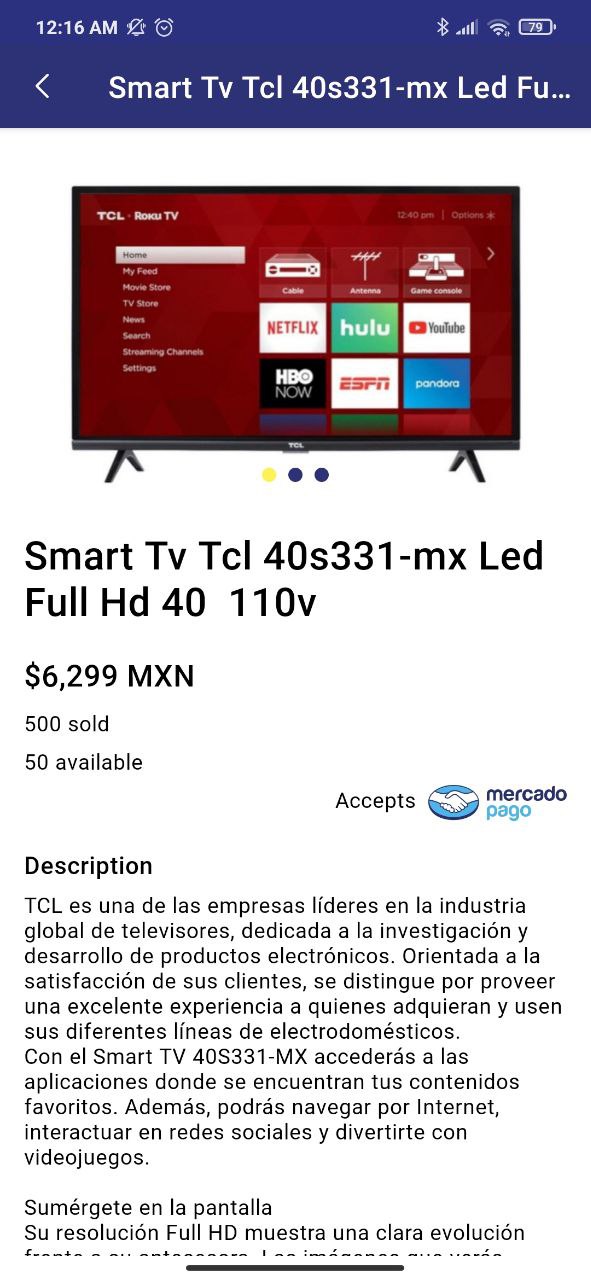 12:16 AM
79
Smart Tv Tcl 40s331-mx Led Fu...
TCL · Roku TV
12:40 pm | Options
Home
My Feed
Movie Store
TV Store
News
Search
Streaming Channels
Settings
Cable
Antenna
Game console
NETFLIX
hulu
YouTube
HBO
NOW
ESPN
pandora
TCL
Smart Tv Tcl 40s331-mx Led
Full Hd 40 110v
$6,299 MXN
500 sold
50 available
Accepts
mercado
pago
Description
TCL es una de las empresas líderes en la industria
global de televisores, dedicada a la investigación y
desarrollo de productos electrónicos. Orientada a la
satisfacción de sus clientes, se distingue por proveer
una excelente experiencia a quienes adquieran y usen
sus diferentes líneas de electrodomésticos.
Con el Smart TV 40S331-MX accederás a las
aplicaciones donde se encuentran tus contenidos
favoritos. Además, podrás navegar por Internet,
interactuar en redes sociales y divertirte con
videojuegos.
Sumérgete en la pantalla
Su resolución Full HD muestra una clara evolución